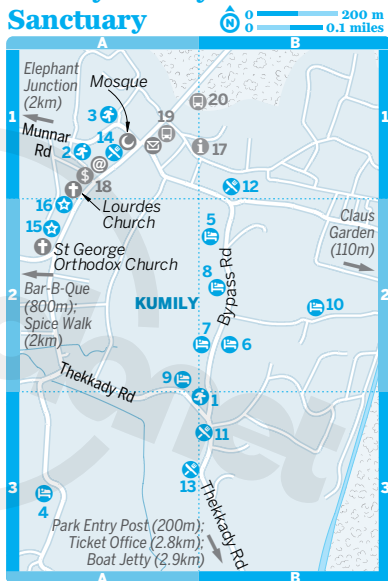 Sanctuary
N
0 200 m
0 0.1 miles
A B
Elephant
Junction
(2km)
Mosque
1
1
3
20
19
Munnar
Rd
14
2
@
17
$
18
12
16
Lourdes
Church
15
5
Claus
Garden
(110m)
St George
Orthodox Church
Bar-B-Que
(800m);
Spice Walk
(2km)
8
Bypass Rd
2
2
KUMILY
10
7
6
Thekkady Rd
9
1
11
13
3
3
4
Thekkady Rd
Park Entry Post (200m);
Ticket Office (2.8km);
Boat Jetty (2.9km)
A B